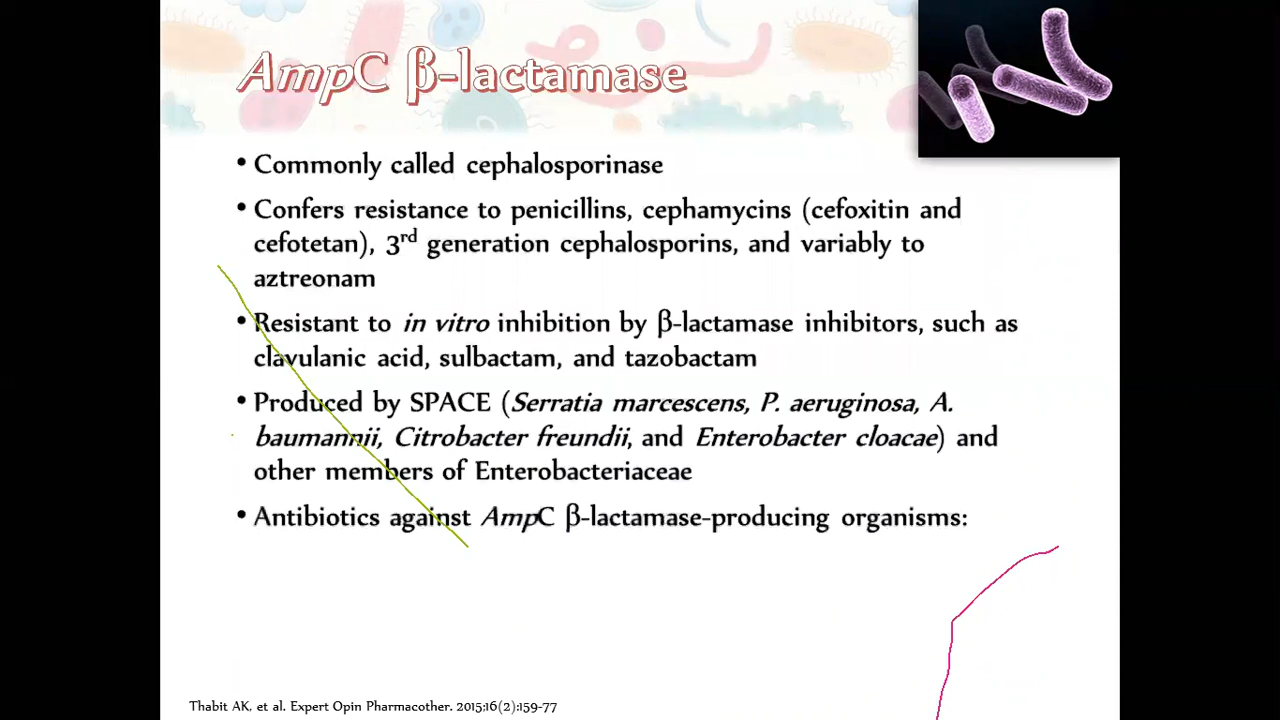 AmpC β-lactamase
• Commonly called cephalosporinase
• Confers resistance to penicillins, cephamycins (cefoxitin and
cefotetan), 3rd generation cephalosporins, and variably to
aztreonam
• Resistant to in vitro inhibition by β-lactamase inhibitors, such as
clavulanic acid, sulbactam, and tazobactam
• Produced by SPACE (Serratia marcescens, P. aeruginosa, A.
baumannii, Citrobacter freundii, and Enterobacter cloacae) and
other members of Enterobacteriaceae
• Antibiotics against AmpC β-lactamase-producing organisms:
Thabit AK. et al. Expert Opin Pharmacother. 2015;16(2):159-77